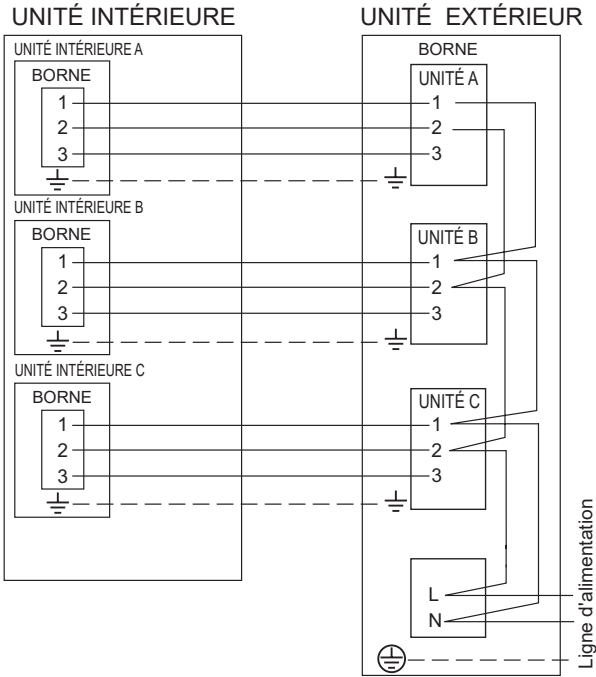 UNITÉ INTÉRIEURE
UNITÉ EXTÉRIEUR
UNITÉ INTÉRIEURE A
BORNE
1
2
3
BORNE
UNITÉ A
1
2
3
UNITÉ INTÉRIEURE B
BORNE
1
2
3
UNITÉ B
1
2
3
UNITÉ INTÉRIEURE C
BORNE
1
2
3
UNITÉ C
1
2
3
L
N
Ligne d'alimentation